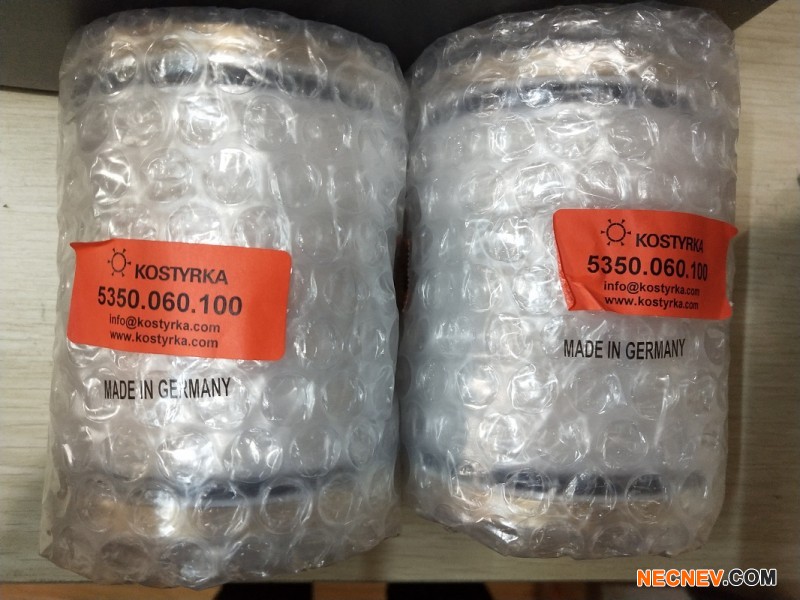 KOSTYRKA
5350.060.100
info@kostyrka.com
www.kostyrka.com
MADE IN GERMANY
KOSTYRKA
5350.060.100
info@kostyrka.com
www.kostyrka.com
MADE IN GERMANY
NECNEV.COM